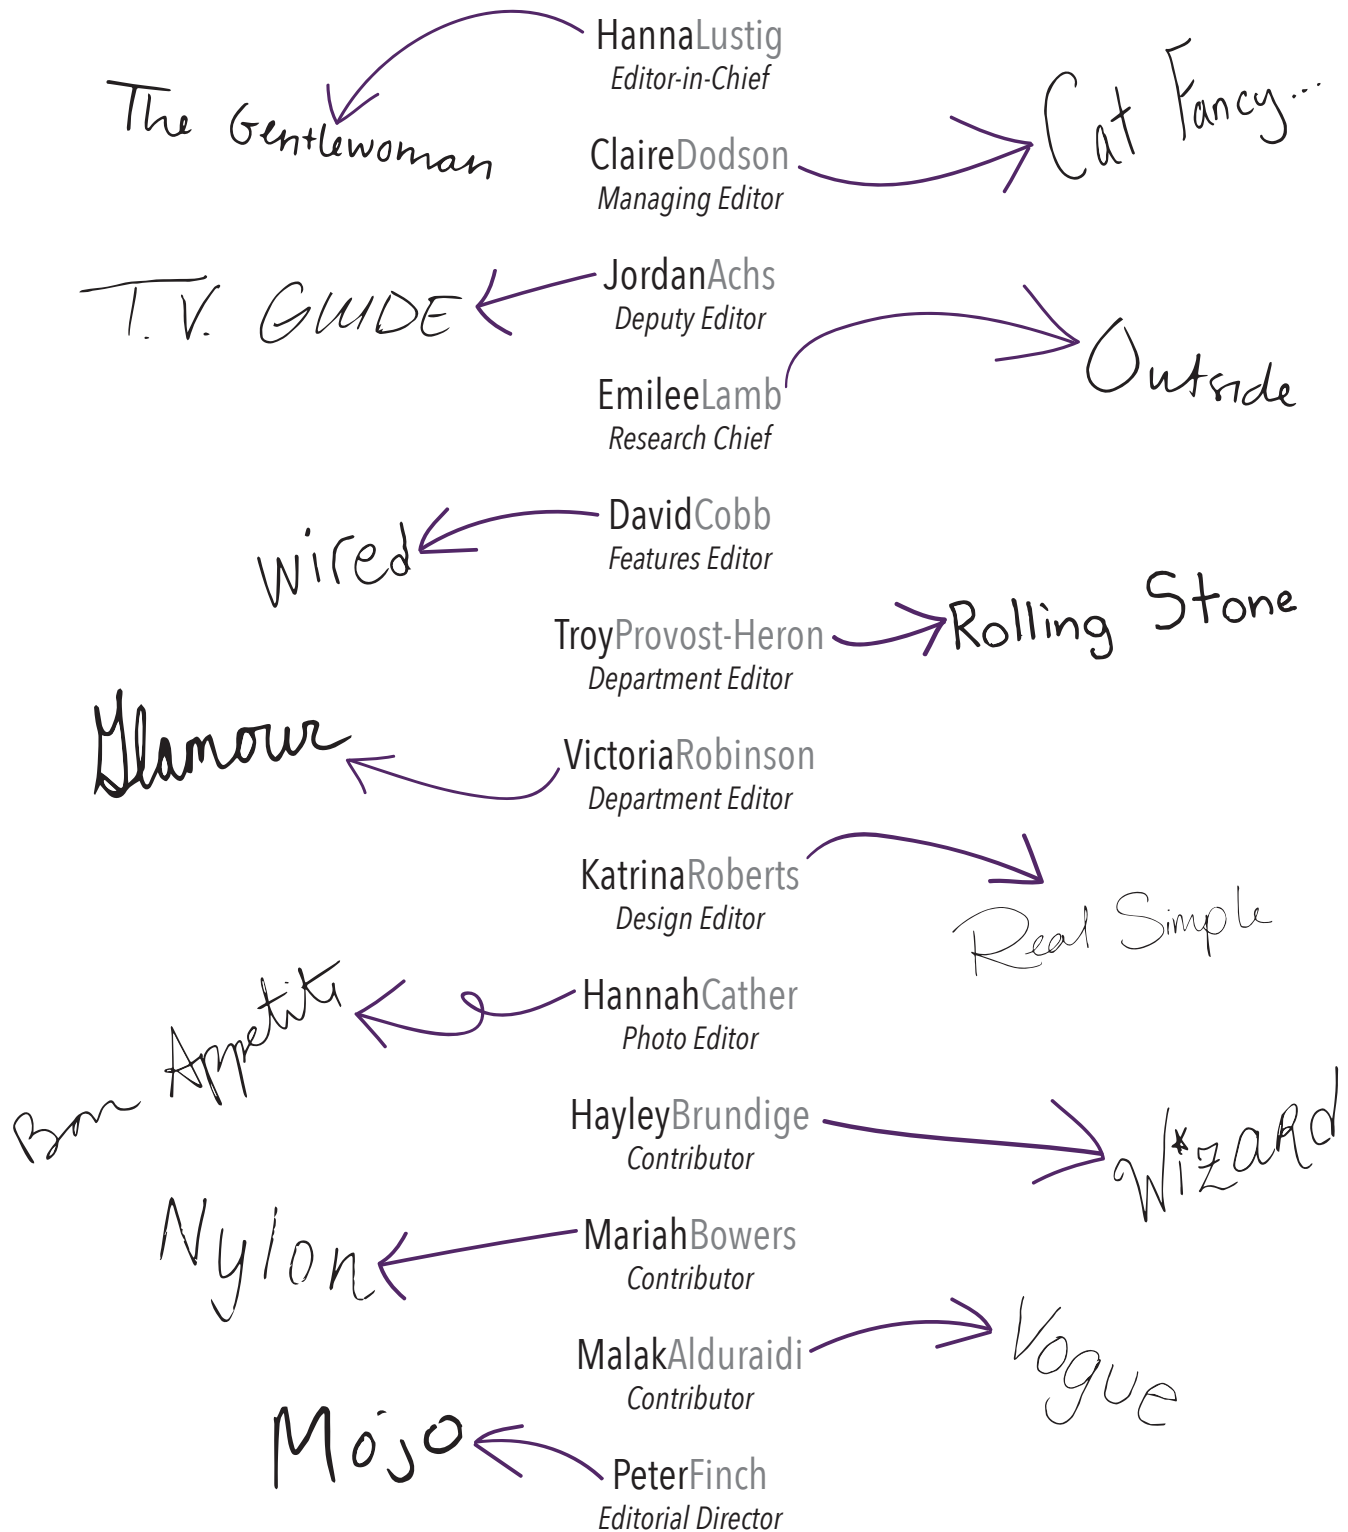 HannaLustig
Editor-in-Chief
The Gentlewoman
Cat Fancy...
ClaireDodson
Managing Editor
JordanAchs
Deputy Editor
T.V. GUIDE
Outside
EmileeLamb
Research Chief
DavidCobb
Features Editor
Wired
Rolling Stone
TroyProvost-Heron
Department Editor
Glamour
VictoriaRobinson
Department Editor
KatrinaRoberts
Design Editor
Real Simple
HannahCather
Photo Editor
Bon Appetit
HayleyBrundige
Contributor
WizARd
MariahBowers
Contributor
Nylon
MalakAlduraidi
Contributor
Vogue
Mojo
PeterFinch
Editorial Director